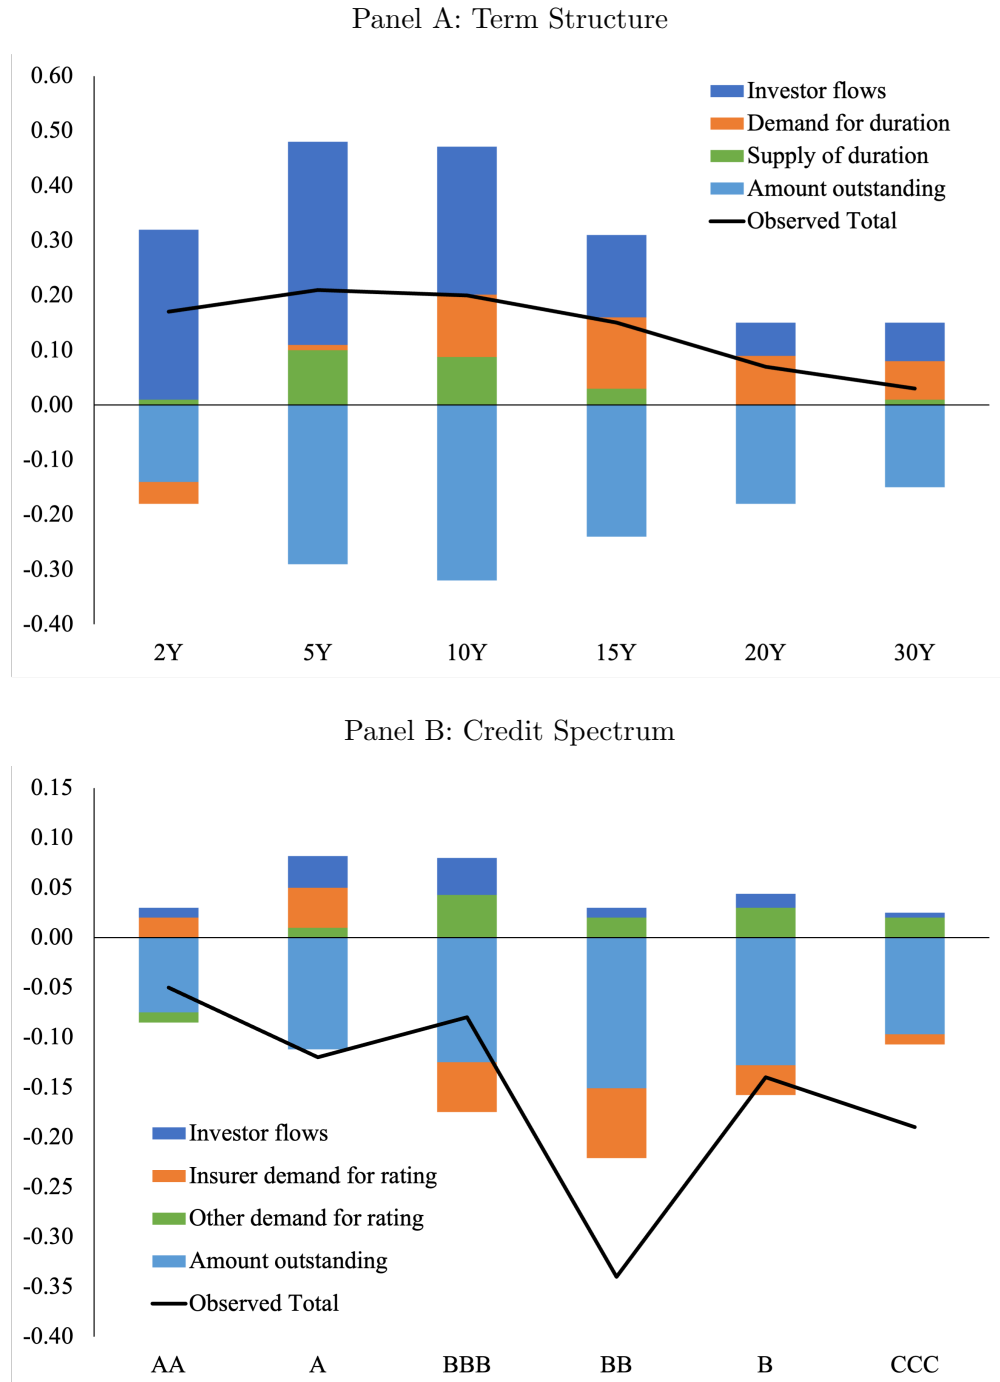 Panel A: Term Structure
0.60
0.50
0.40
0.30
0.20
0.10
0.00
-0.10
-0.20
-0.30
-0.40
Investor flows
Demand for duration
Supply of duration
Amount outstanding
Observed Total
2Y 5Y 10Y 15Y 20Y 30Y
Panel B: Credit Spectrum
0.15
0.10
0.05
0.00
-0.05
-0.10
-0.15
-0.20
-0.25
-0.30
-0.35
-0.40
Investor flows
Insurer demand for rating
Other demand for rating
Amount outstanding
Observed Total
AA A BBB BB B CCC